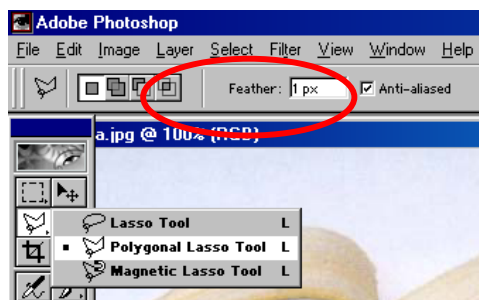 Adobe Photoshop
File Edit Image Layer Select Filter View Window Help
Feather: 1 px Anti-aliased
a.jpg @ 100% (RGB)
Lasso Tool L
Polygonal Lasso Tool L
Magnetic Lasso Tool L